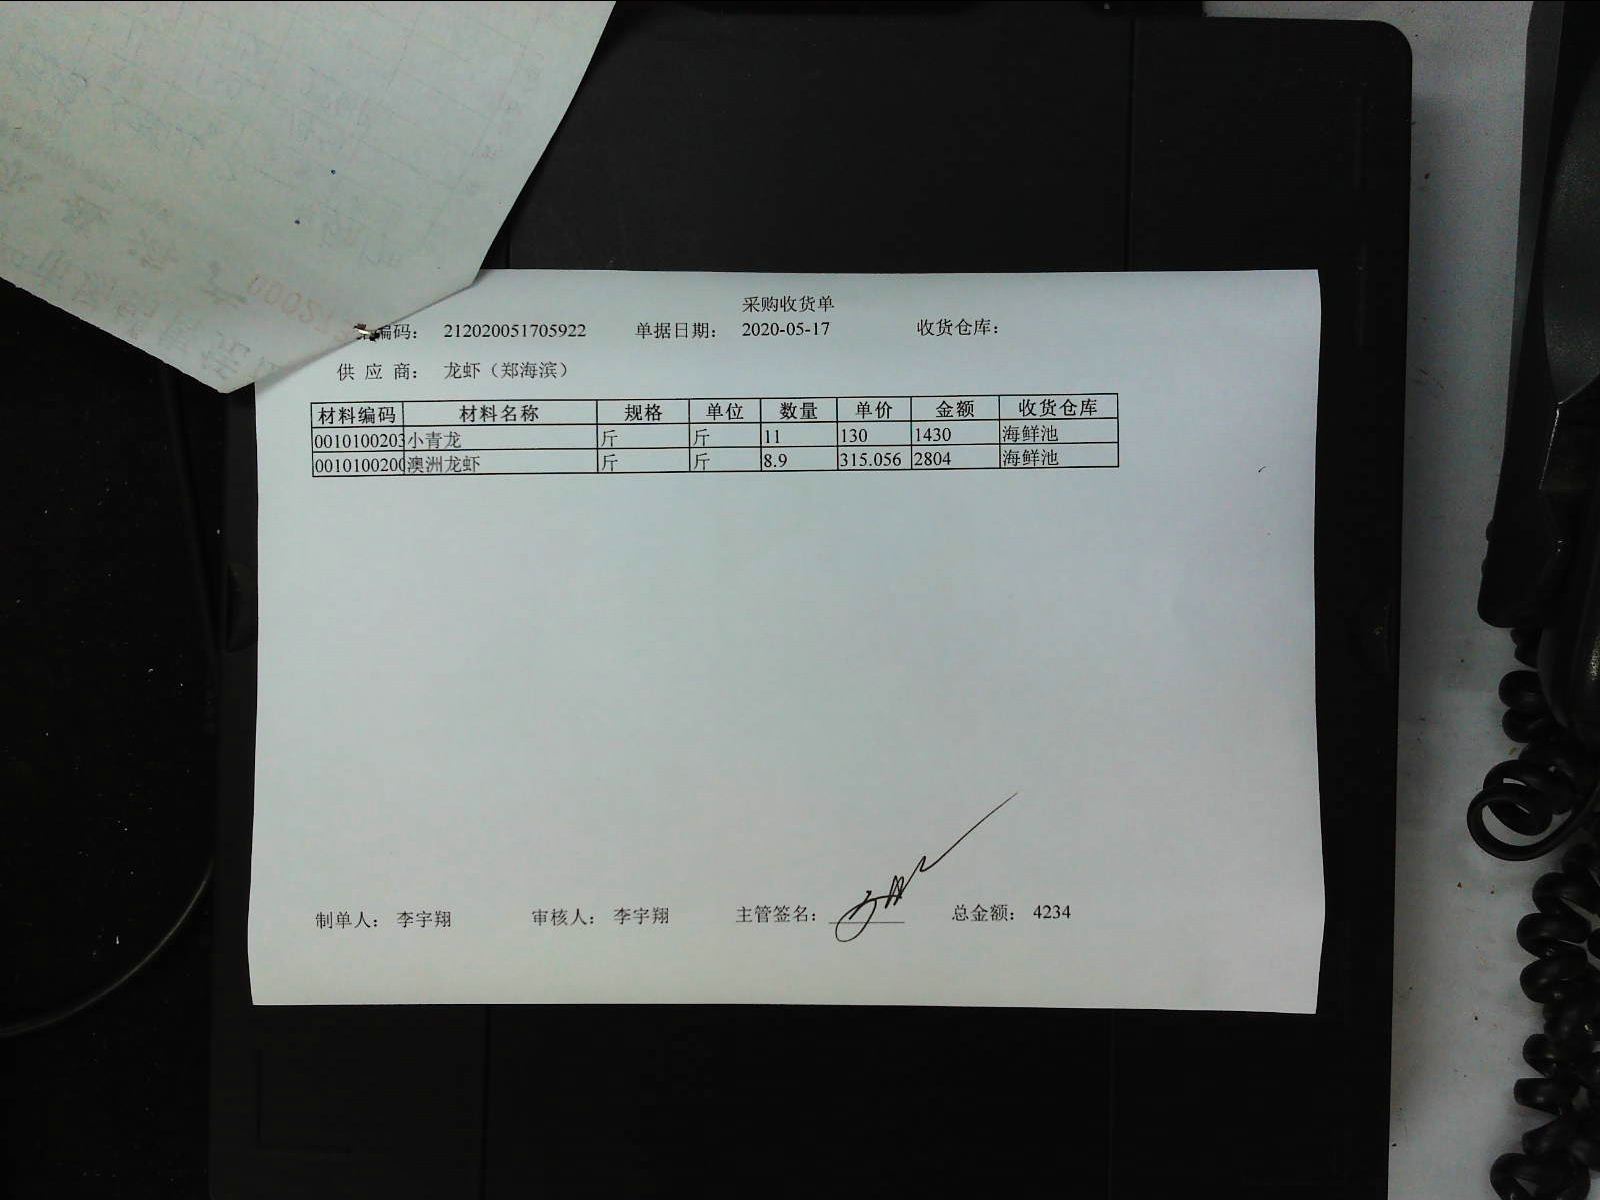 采购收货单
编码： 212020051705922 单据日期： 2020-05-17 收货仓库：
供 应 商： 龙虾（郑海滨）
材料编码 材料名称 规格 单位 数量 单价 金额 收货仓库
0010100203 小青龙 斤 斤 11 130 1430 海鲜池
0010100200 澳洲龙虾 斤 斤 8.9 315.056 2804 海鲜池
制单人： 李宇翔 审核人： 李宇翔 主管签名： 总金额： 4234